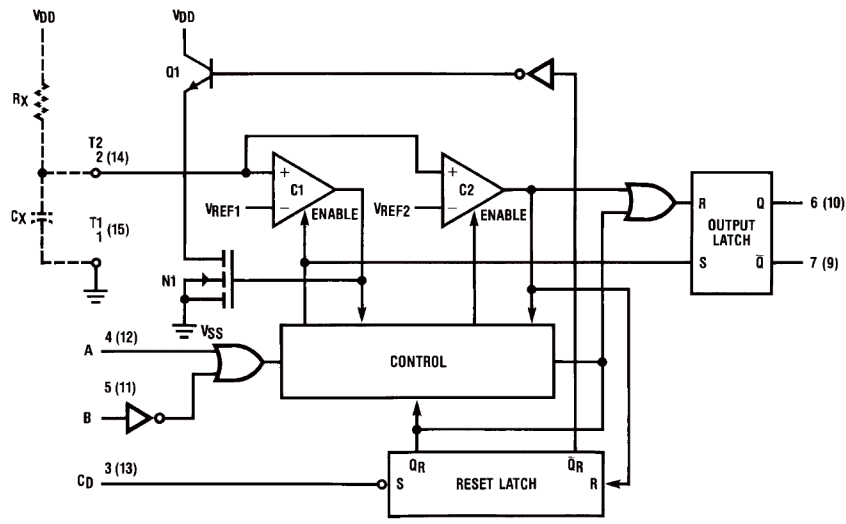 VDD
VDD
Q1
RX
T2
2 (14)
CX
T1
1 (15)
+
C1
−
VREF1
ENABLE
+
C2
−
VREF2
ENABLE
R
Q
6 (10)
OUTPUT
LATCH
S
Q̅
7 (9)
N1
VSS
A
4 (12)
CONTROL
5 (11)
B
CD
3 (13)
S
QR
RESET LATCH
Q̅R
R